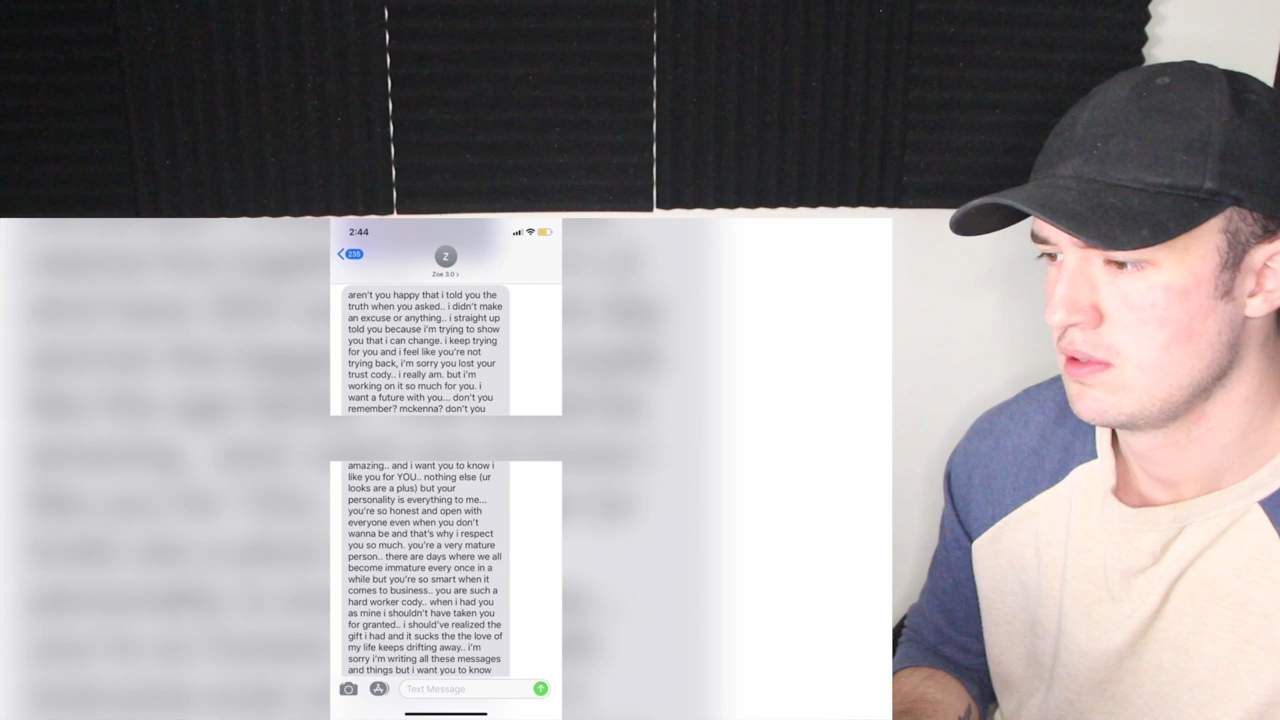 2:44
236
Z
Zoe 3.0 >
aren't you happy that i told you the
truth when you asked.. i didn't make
an excuse or anything.. i straight up
told you because i'm trying to show
you that i can change. i keep trying
for you and i feel like you're not
trying back, i'm sorry you lost your
trust cody.. i really am. but i'm
working on it so much for you. i
want a future with you... don't you
remember? mckenna? don't you
amazing.. and i want you to know i
like you for YOU.. nothing else (ur
looks are a plus) but your
personality is everything to me...
you're so honest and open with
everyone even when you don't
wanna be and that's why i respect
you so much. you're a very mature
person.. there are days where we all
become immature every once in a
while but you're so smart when it
comes to business.. you are such a
hard worker cody.. when i had you
as mine i shouldn't have taken you
for granted.. i should've realized the
gift i had and it sucks the the love of
my life keeps drifting away.. i'm
sorry i'm writing all these messages
and things but i want you to know
Text Message